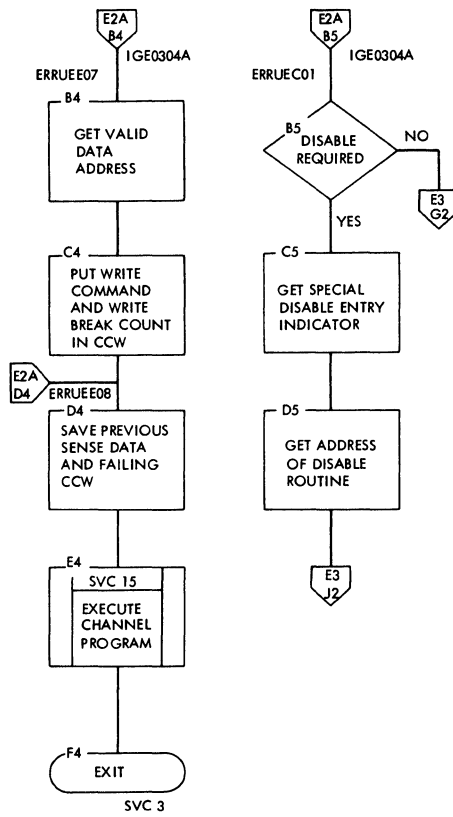 E2A
B4
IGE0304A
ERRUEE07
B4
GET VALID
DATA
ADDRESS
C4
PUT WRITE
COMMAND
AND WRITE
BREAK COUNT
IN CCW
E2A
D4
ERRUEE08
D4
SAVE PREVIOUS
SENSE DATA
AND FAILING
CCW
E4
SVC 15
EXECUTE
CHANNEL
PROGRAM
F4
EXIT
SVC 3
E2A
B5
IGE0304A
ERRUEC01
B5
DISABLE
REQUIRED
NO
E3
G2
YES
C5
GET SPECIAL
DISABLE ENTRY
INDICATOR
D5
GET ADDRESS
OF DISABLE
ROUTINE
E3
J2